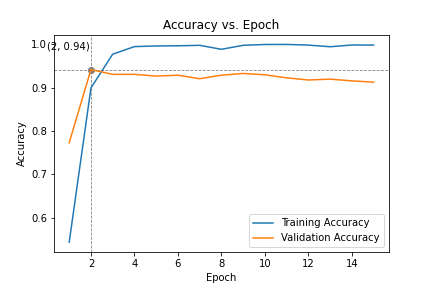 Accuracy vs. Epoch
(2, 0.94)
1.0
0.9
0.8
0.7
0.6
Accuracy
2 4 6 8 10 12 14
Epoch
Training Accuracy
Validation Accuracy